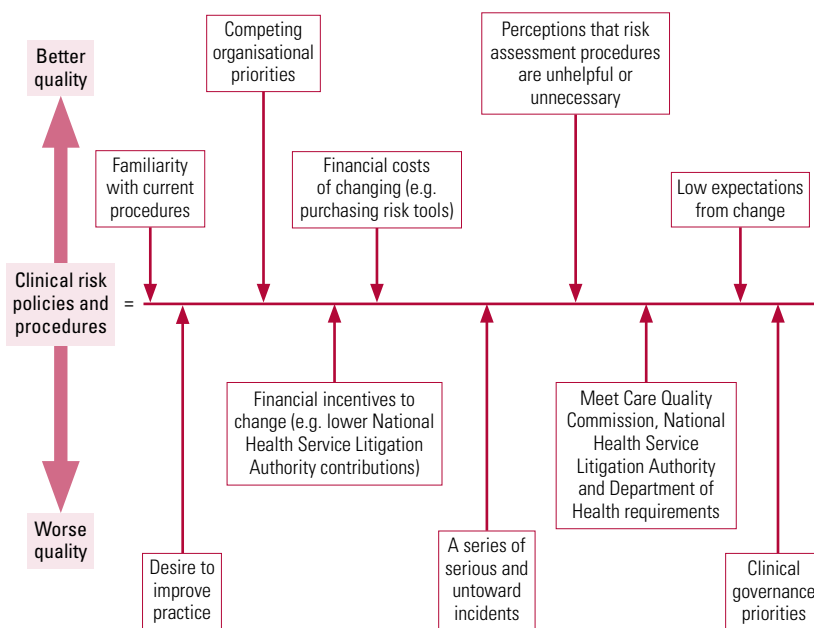 Better
quality
Competing
organisational
priorities
Perceptions that risk
assessment procedures
are unhelpful or
unnecessary
Familiarity
with current
procedures
Financial costs
of changing (e.g.
purchasing risk tools)
Low expectations
from change
Clinical risk
policies and
procedures
=
Financial incentives to
change (e.g. lower National
Health Service Litigation
Authority contributions)
Meet Care Quality
Commission, National
Health Service
Litigation Authority
and Department of
Health requirements
Worse
quality
Desire to
improve
practice
A series of
serious and
untoward
incidents
Clinical
governance
priorities